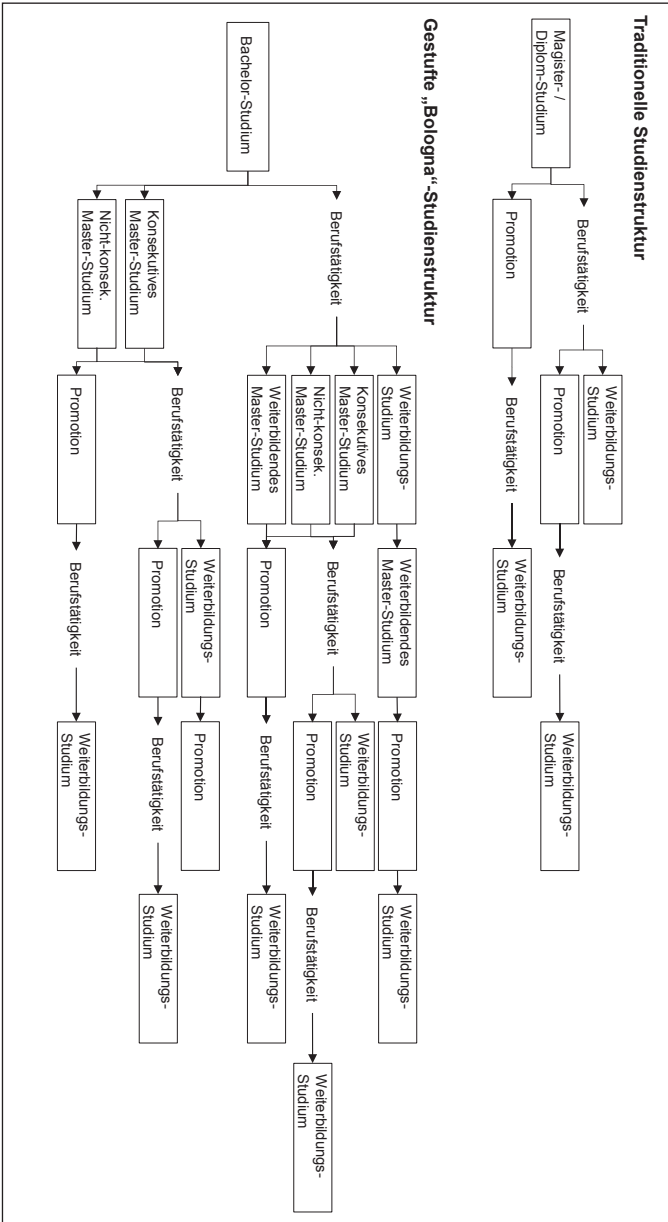 Traditionelle Studienstruktur
Magister- /
Diplom-Studium
Berufstätigkeit
Weiterbildungs-
Studium
Promotion
Berufstätigkeit
Weiterbildungs-
Studium
Promotion
Berufstätigkeit
Weiterbildungs-
Studium
Gestufte „Bologna“-Studienstruktur
Bachelor-Studium
Berufstätigkeit
Weiterbildungs-
Studium
Weiterbildendes
Master-Studium
Promotion
Weiterbildungs-
Studium
Konsekutives
Master-Studium
Nicht-konsek.
Master-Studium
Weiterbildendes
Master-Studium
Berufstätigkeit
Weiterbildungs-
Studium
Promotion
Berufstätigkeit
Weiterbildungs-
Studium
Promotion
Berufstätigkeit
Weiterbildungs-
Studium
Konsekutives
Master-Studium
Nicht-konsek.
Master-Studium
Berufstätigkeit
Weiterbildungs-
Studium
Promotion
Promotion
Berufstätigkeit
Weiterbildungs-
Studium
Promotion
Berufstätigkeit
Weiterbildungs-
Studium